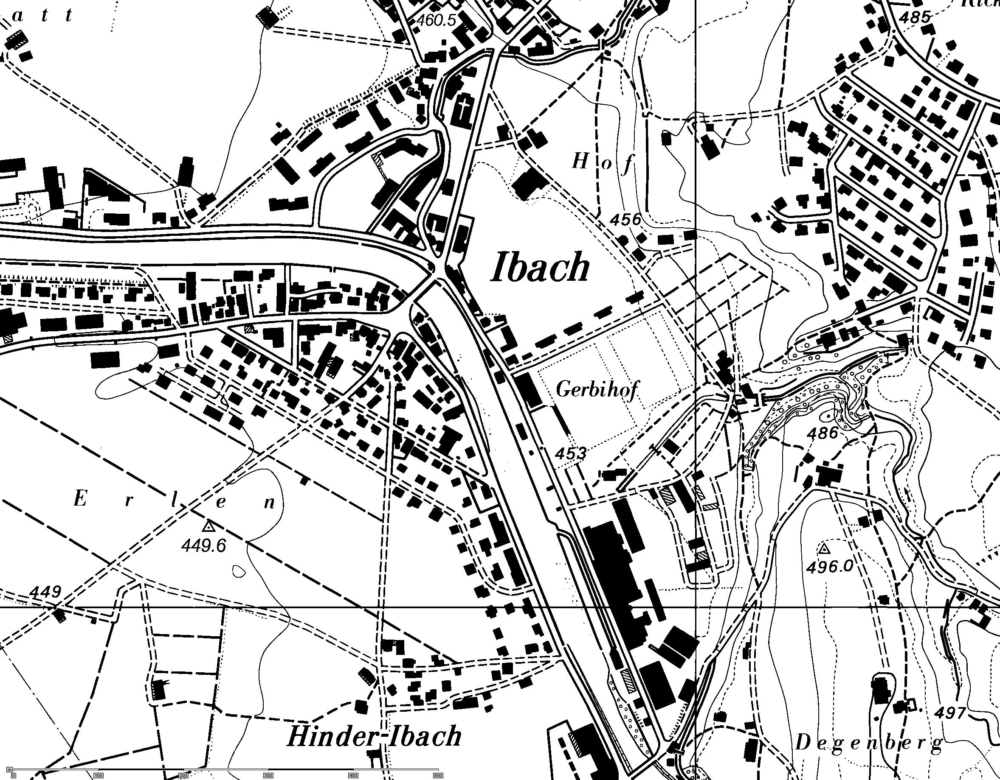 a t t
460.5
485
H o f
456
Ibach
Gerbihof
486
453
E r l e n
449.6
496.0
449
497
Hinder-Ibach
Degenberg
m
0 100 200 300 400 500